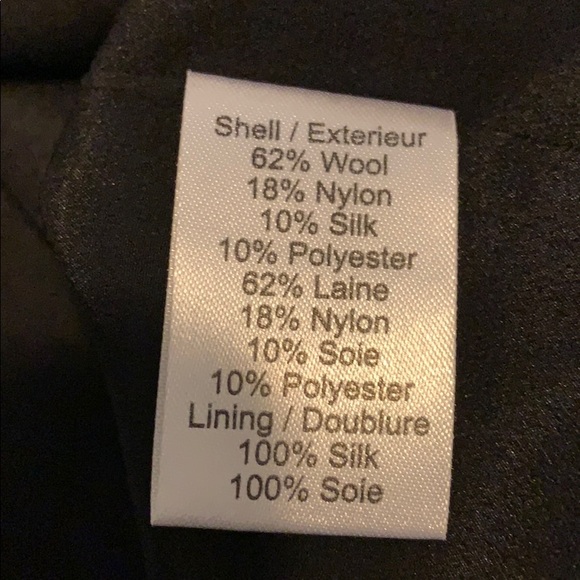 Shell / Exterieur
62% Wool
18% Nylon
10% Silk
10% Polyester
62% Laine
18% Nylon
10% Soie
10% Polyester
Lining / Doublure
100% Silk
100% Soie